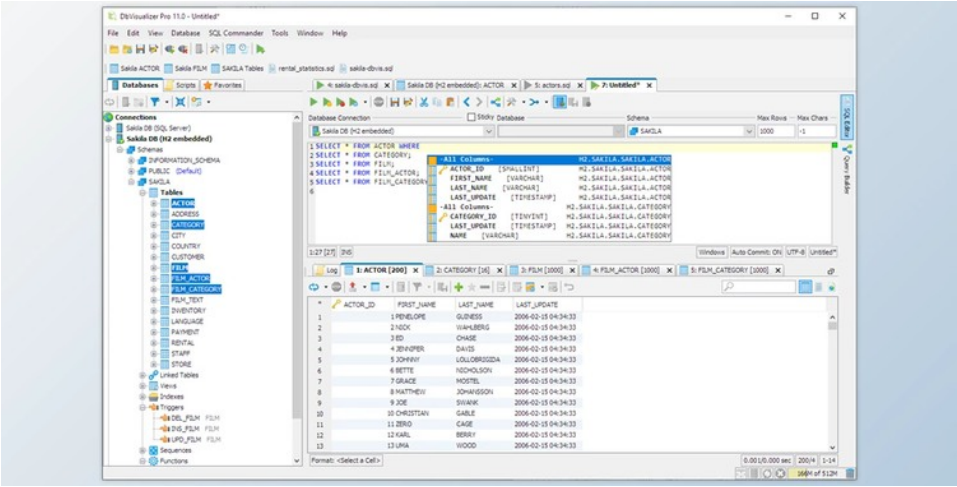 DbVisualizer Pro 11.0 - Untitled*
File Edit View Database SQL Commander Tools Window Help
Sakila ACTOR Sakila FILM SAKILA Tables rental_statistics.sql sakila-dbvis.sql
Databases Scripts Favorites
4: sakila-dbvis.sql Sakila DB (H2 embedded): ACTOR 5: actors.sql 7: Untitled*
Connections
Sakila DB (SQL Server)
Sakila DB (H2 embedded)
Schemas
INFORMATION_SCHEMA
PUBLIC (Default)
SAKILA
Tables
ACTOR
ADDRESS
CATEGORY
CITY
COUNTRY
CUSTOMER
FILM
FILM_ACTOR
FILM_CATEGORY
FILM_TEXT
INVENTORY
LANGUAGE
PAYMENT
RENTAL
STAFF
STORE
Linked Tables
Views
Indexes
Triggers
DEL_FILM FILM
INS_FILM FILM
UPD_FILM FILM
Sequences
Functions
Database Connection Sticky Database Schema Max Rows Max Chars
Sakila DB (H2 embedded) SAKILA 1000 -1
1 SELECT * FROM ACTOR WHERE
2 SELECT * FROM CATEGORY;
3 SELECT * FROM FILM;
4 SELECT * FROM FILM_ACTOR;
5 SELECT * FROM FILM_CATEGORY
6
-All Columns- H2.SAKILA.SAKILA.ACTOR
ACTOR_ID [SMALLINT] H2.SAKILA.SAKILA.ACTOR
FIRST_NAME [VARCHAR] H2.SAKILA.SAKILA.ACTOR
LAST_NAME [VARCHAR] H2.SAKILA.SAKILA.ACTOR
LAST_UPDATE [TIMESTAMP] H2.SAKILA.SAKILA.ACTOR
-All Columns- H2.SAKILA.SAKILA.CATEGORY
CATEGORY_ID [TINYINT] H2.SAKILA.SAKILA.CATEGORY
LAST_UPDATE [TIMESTAMP] H2.SAKILA.SAKILA.CATEGORY
NAME [VARCHAR] H2.SAKILA.SAKILA.CATEGORY
SQL Editor
Query Builder
1:27 [27] INS Windows Auto Commit: ON UTF-8 Untitled*
Log 1: ACTOR [200] 2: CATEGORY [16] 3: FILM [1000] 4: FILM_ACTOR [1000] 5: FILM_CATEGORY [1000]
* ACTOR_ID FIRST_NAME LAST_NAME LAST_UPDATE
1 1 PENELOPE GUINESS 2006-02-15 04:34:33
2 2 NICK WAHLBERG 2006-02-15 04:34:33
3 3 ED CHASE 2006-02-15 04:34:33
4 4 JENNIFER DAVIS 2006-02-15 04:34:33
5 5 JOHNNY LOLLOBRIGIDA 2006-02-15 04:34:33
6 6 BETTE NICHOLSON 2006-02-15 04:34:33
7 7 GRACE MOSTEL 2006-02-15 04:34:33
8 8 MATTHEW JOHANSSON 2006-02-15 04:34:33
9 9 JOE SWANK 2006-02-15 04:34:33
10 10 CHRISTIAN GABLE 2006-02-15 04:34:33
11 11 ZERO CAGE 2006-02-15 04:34:33
12 12 KARL BERRY 2006-02-15 04:34:33
13 13 UMA WOOD 2006-02-15 04:34:33
Format: <Select a Cell> 0.001/0.000 sec 200/4 1-14
166M of 512M